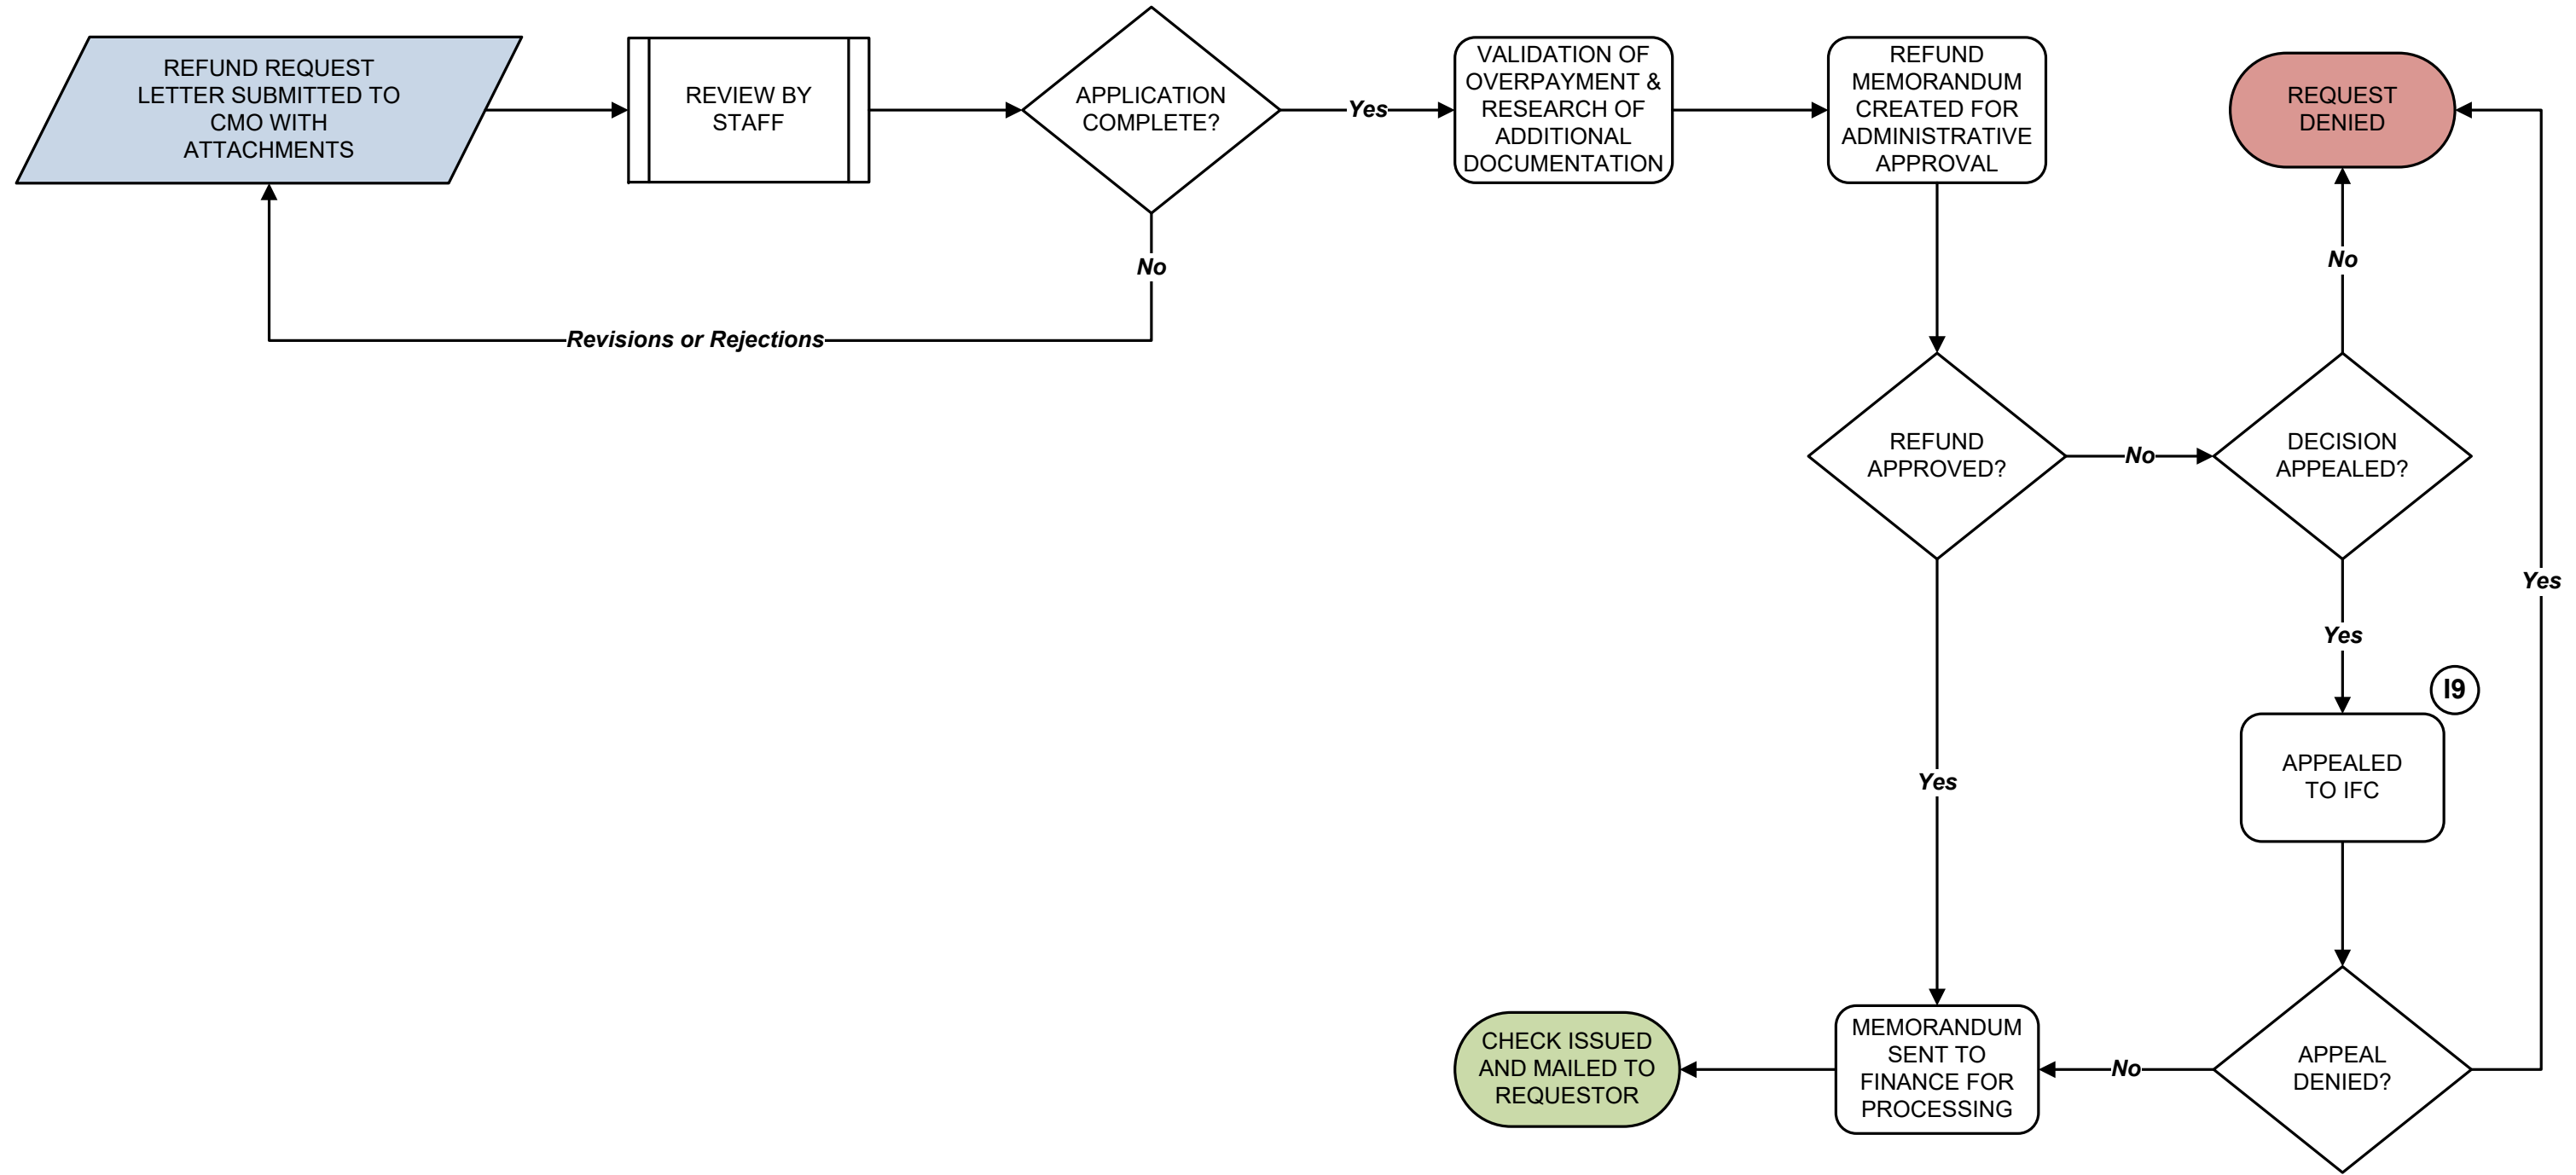 REFUND REQUEST
LETTER SUBMITTED TO
CMO WITH
ATTACHMENTS
REVIEW BY
STAFF
APPLICATION
COMPLETE?
Yes
VALIDATION OF
OVERPAYMENT &
RESEARCH OF
ADDITIONAL
DOCUMENTATION
REFUND
MEMORANDUM
CREATED FOR
ADMINISTRATIVE
APPROVAL
REQUEST
DENIED
No
Revisions or Rejections
No
REFUND
APPROVED?
No
DECISION
APPEALED?
Yes
Yes
I9
APPEALED
TO IFC
Yes
CHECK ISSUED
AND MAILED TO
REQUESTOR
MEMORANDUM
SENT TO
FINANCE FOR
PROCESSING
No
APPEAL
DENIED?